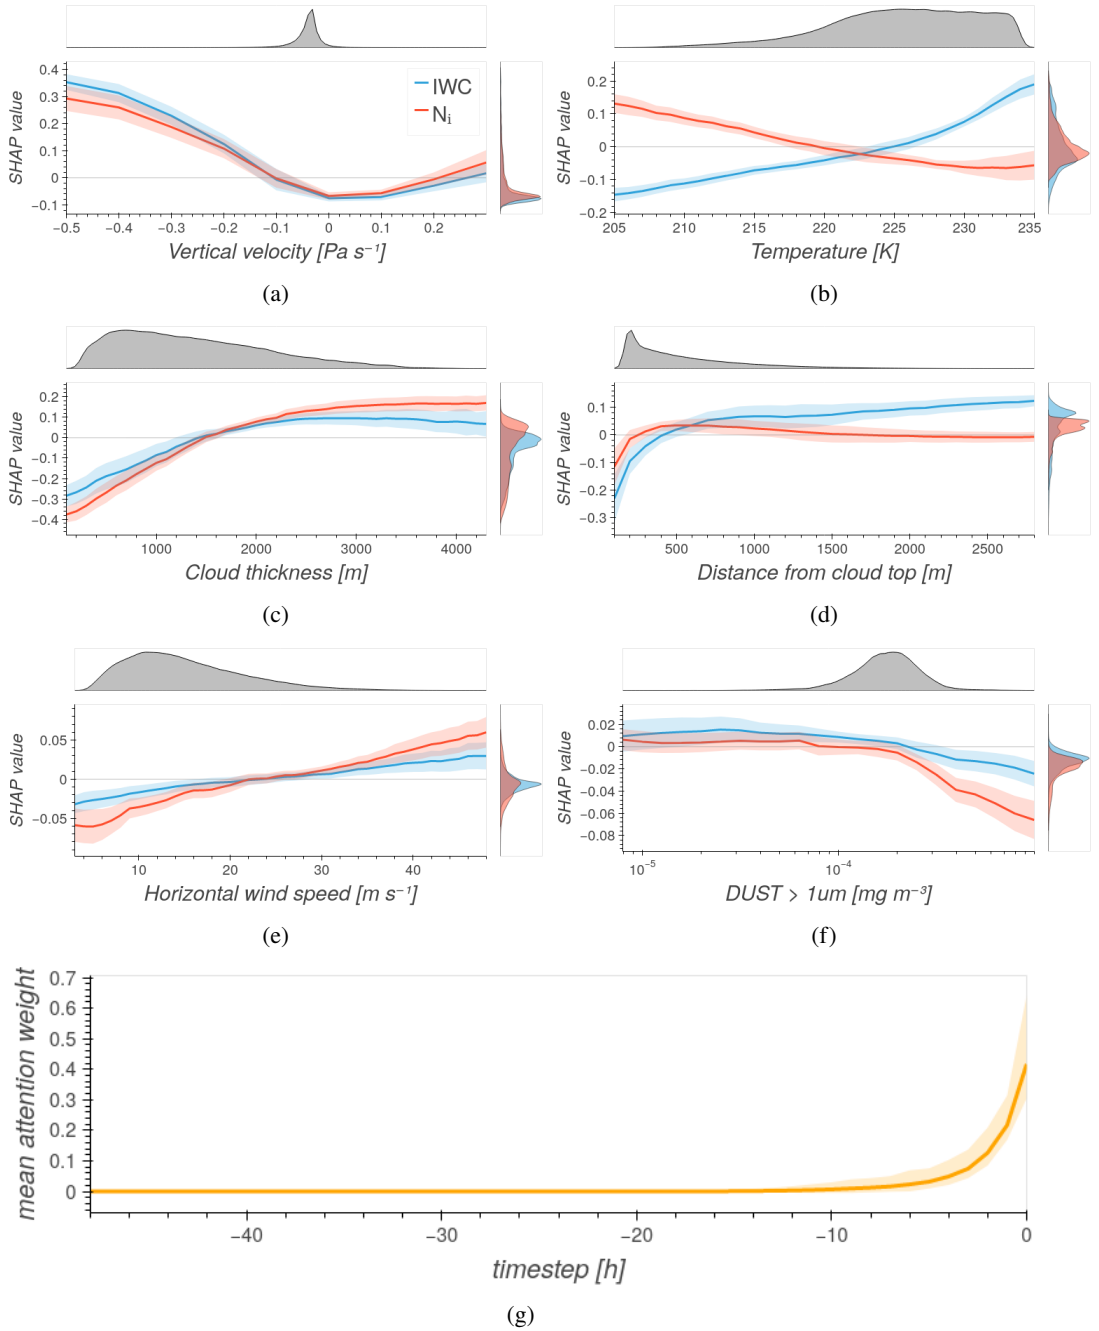 0.4
0.3
0.2
0.1
0
−0.1
SHAP value
IWC
Ni
−0.5 −0.4 −0.3 −0.2 −0.1 0 0.1 0.2
Vertical velocity [Pa s⁻¹]
(a)
0.2
0.1
0
−0.1
−0.2
SHAP value
205 210 215 220 225 230 235
Temperature [K]
(b)
0.2
0.1
0
−0.1
−0.2
−0.3
−0.4
SHAP value
1000 2000 3000 4000
Cloud thickness [m]
(c)
0.1
0
−0.1
−0.2
−0.3
SHAP value
500 1000 1500 2000 2500
Distance from cloud top [m]
(d)
0.05
0
−0.05
SHAP value
10 20 30 40
Horizontal wind speed [m s⁻¹]
(e)
0.02
0
−0.02
−0.04
−0.06
−0.08
SHAP value
10⁻⁵ 10⁻⁴
DUST > 1um [mg m⁻³]
(f)
0.7
0.6
0.5
0.4
0.3
0.2
0.1
0
mean attention weight
−40 −30 −20 −10 0
timestep [h]
(g)